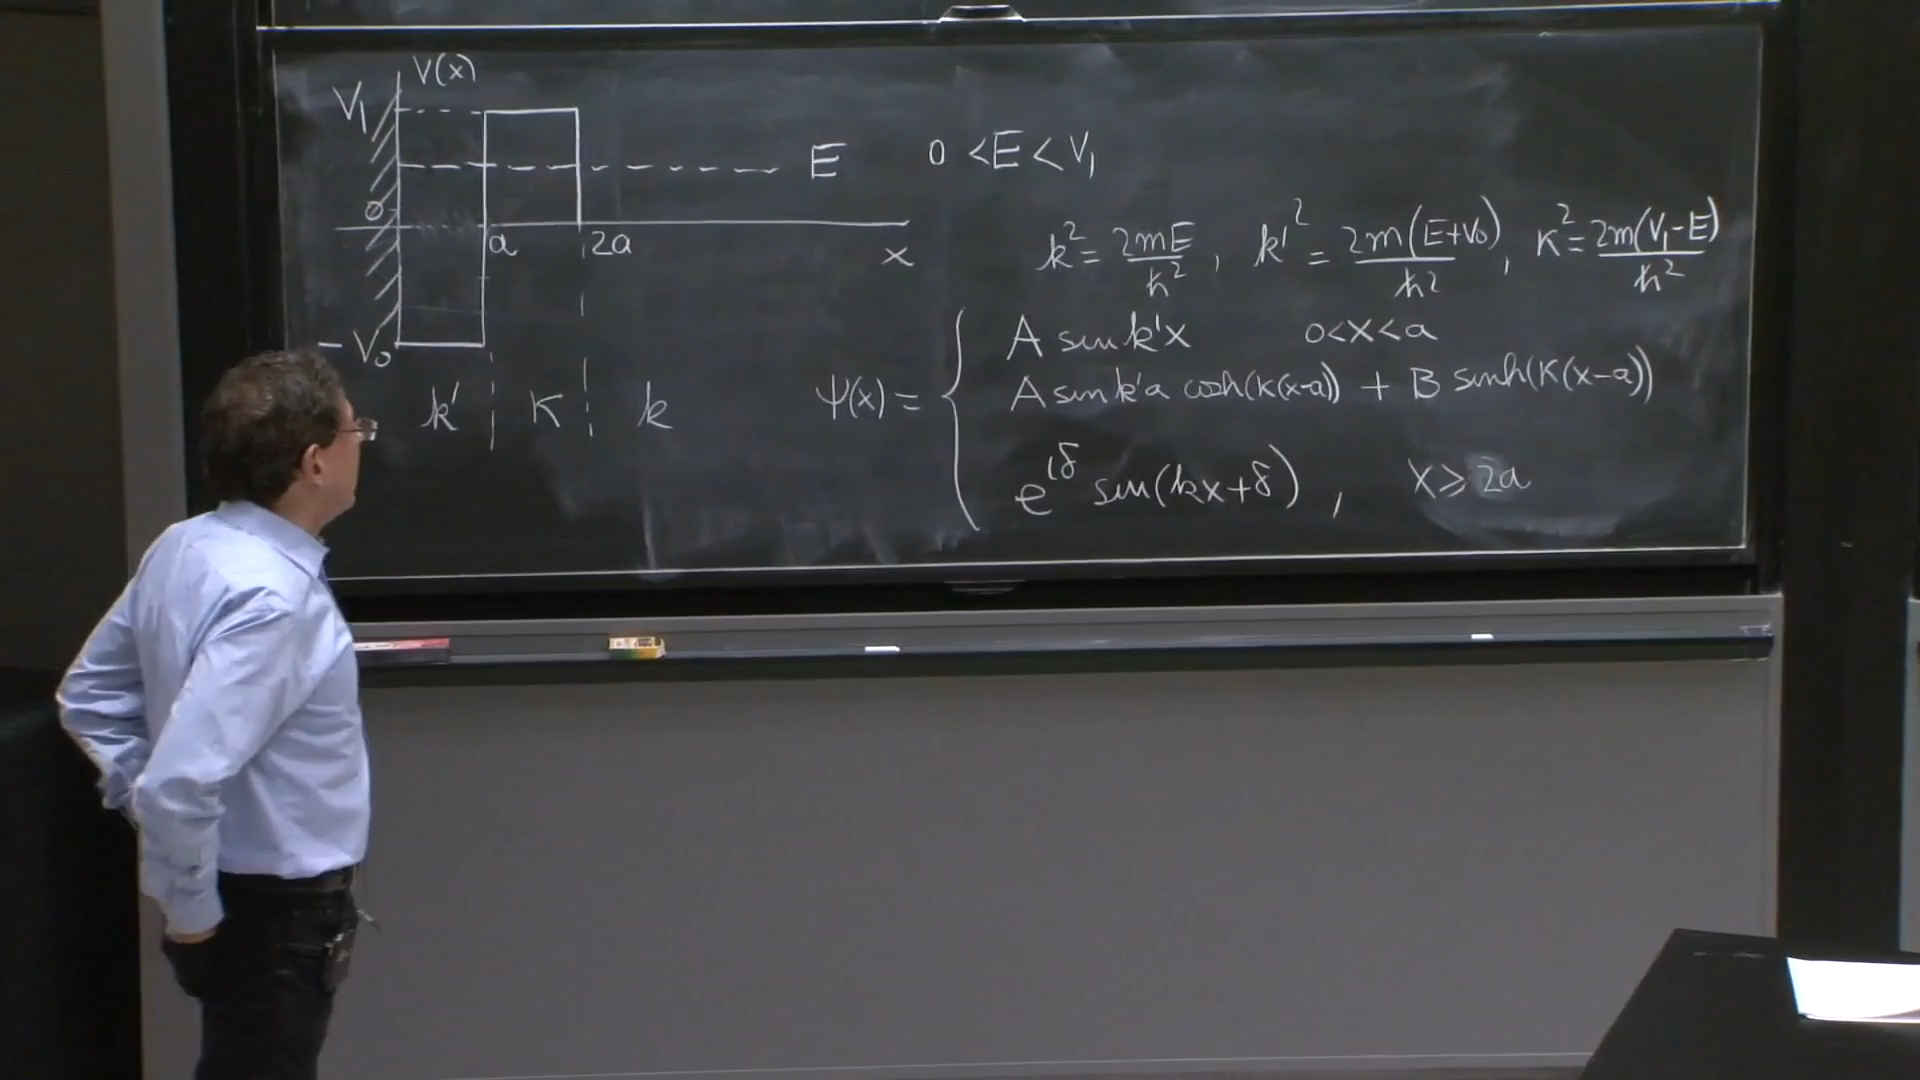 V(x)
V₁
E
0 < E < V₁
0
a
2a
x
k² = 2mE/ħ² , k'² = 2m(E+V₀)/ħ² , κ² = 2m(V₁-E)/ħ²
-V₀
k' κ k
ψ(x) = {
A sin k'x 0<x<a
A sin k'a cosh(κ(x-a)) + B sinh(κ(x-a))
e^{iδ} sin(kx+δ) , x ⩾ 2a